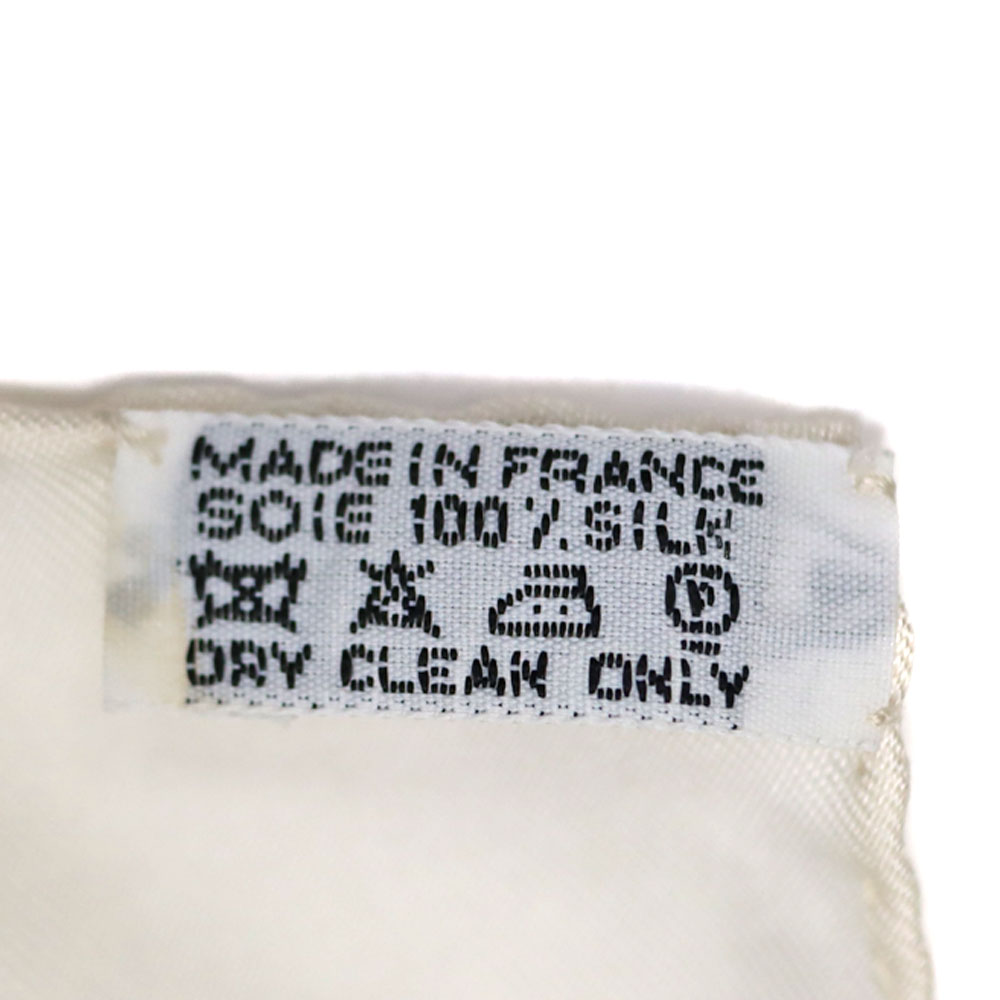 MADE IN FRANCE
SOIE 100% SILK
P
DRY CLEAN ONLY